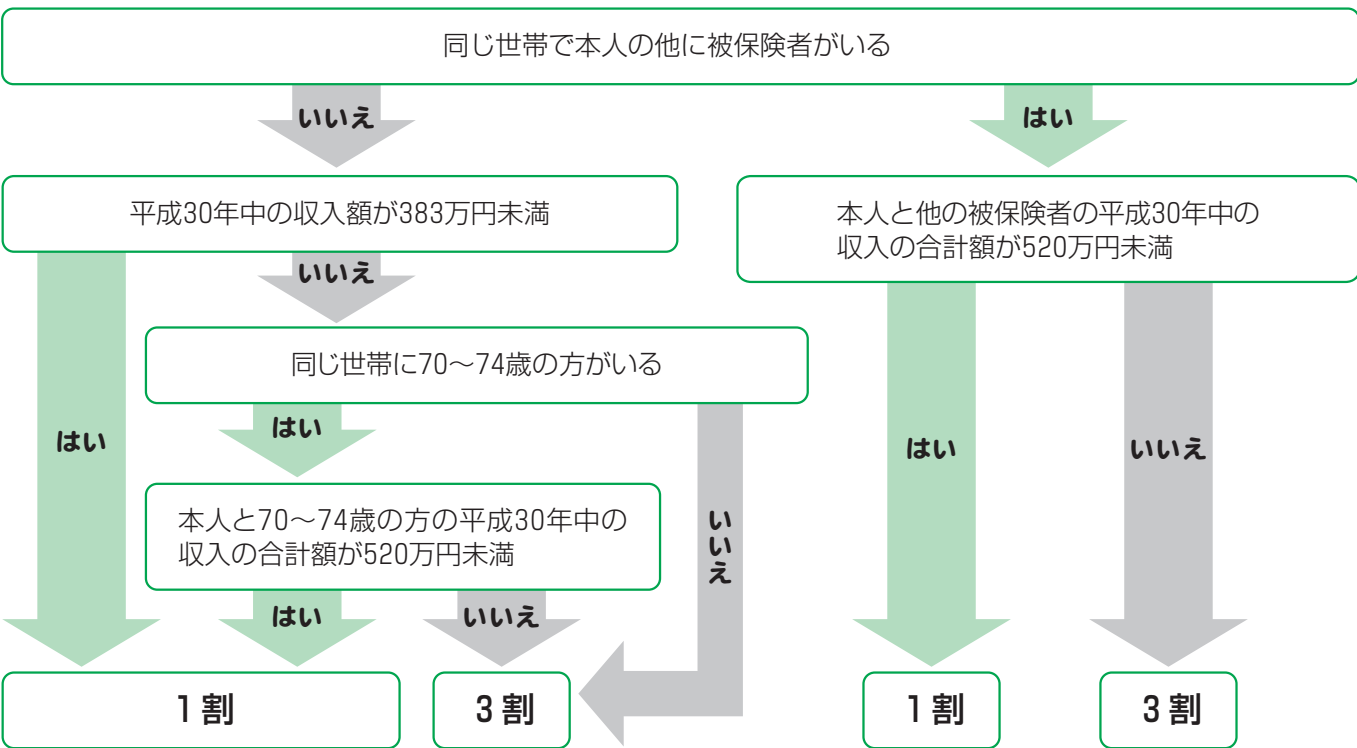 同じ世帯で本人の他に被保険者がいる
いいえ
はい
平成30年中の収入額が383万円未満
本人と他の被保険者の平成30年中の
収入の合計額が520万円未満
いいえ
同じ世帯に70～74歳の方がいる
はい
はい
はい
いいえ
本人と70～74歳の方の平成30年中の
収入の合計額が520万円未満
いいえ
はい
いいえ
1割
3割
1割
3割